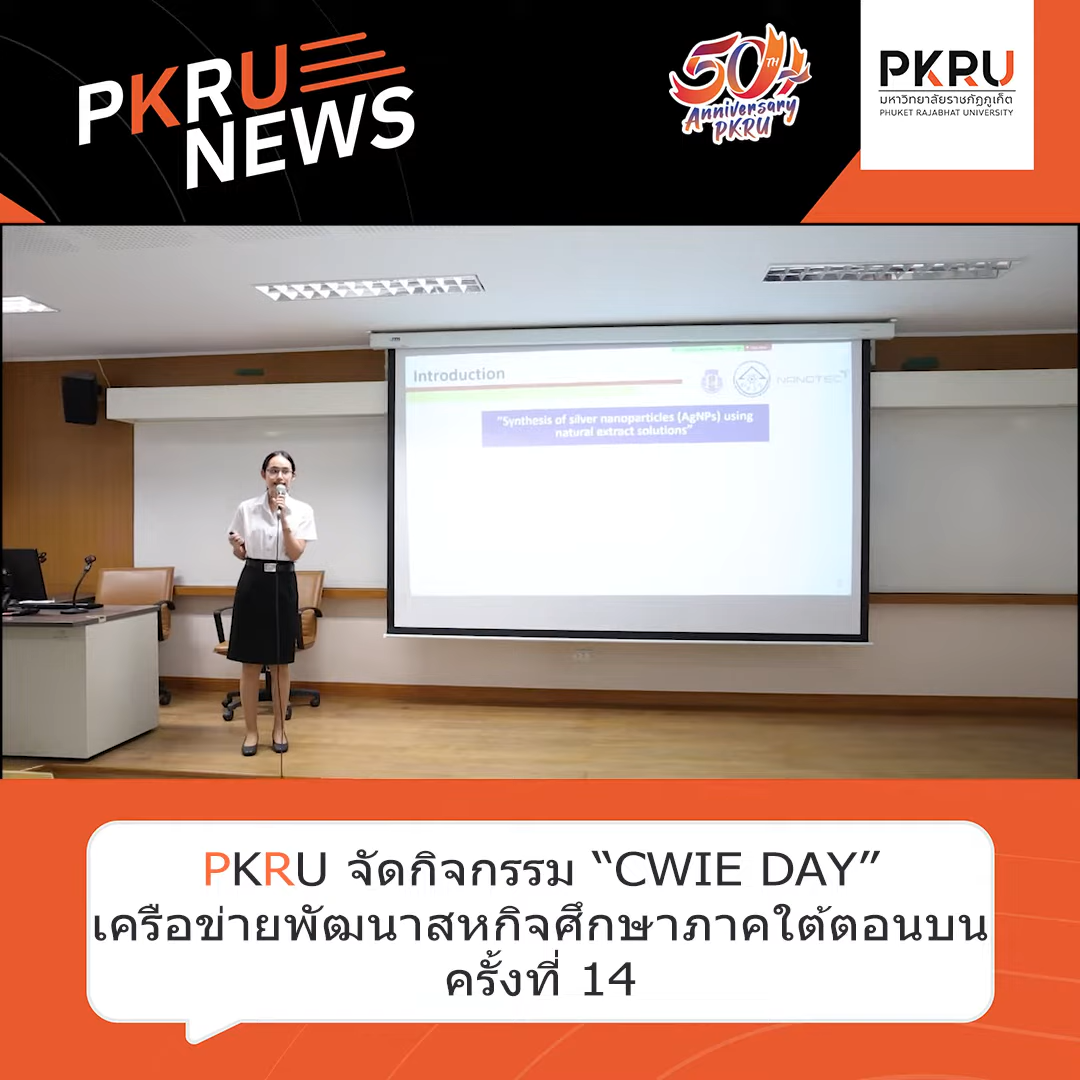 PKRU
NEWS
50TH
Anniversary
PKRU
PKRU
มหาวิทยาลัยราชภัฏภูเก็ต
PHUKET RAJABHAT UNIVERSITY
Introduction
NANOTEC
"Synthesis of silver nanoparticles (AgNPs) using
natural extract solutions"
PKRU จัดกิจกรรม “CWIE DAY”
เครือข่ายพัฒนาสหกิจศึกษาภาคใต้ตอนบน
ครั้งที่ 14